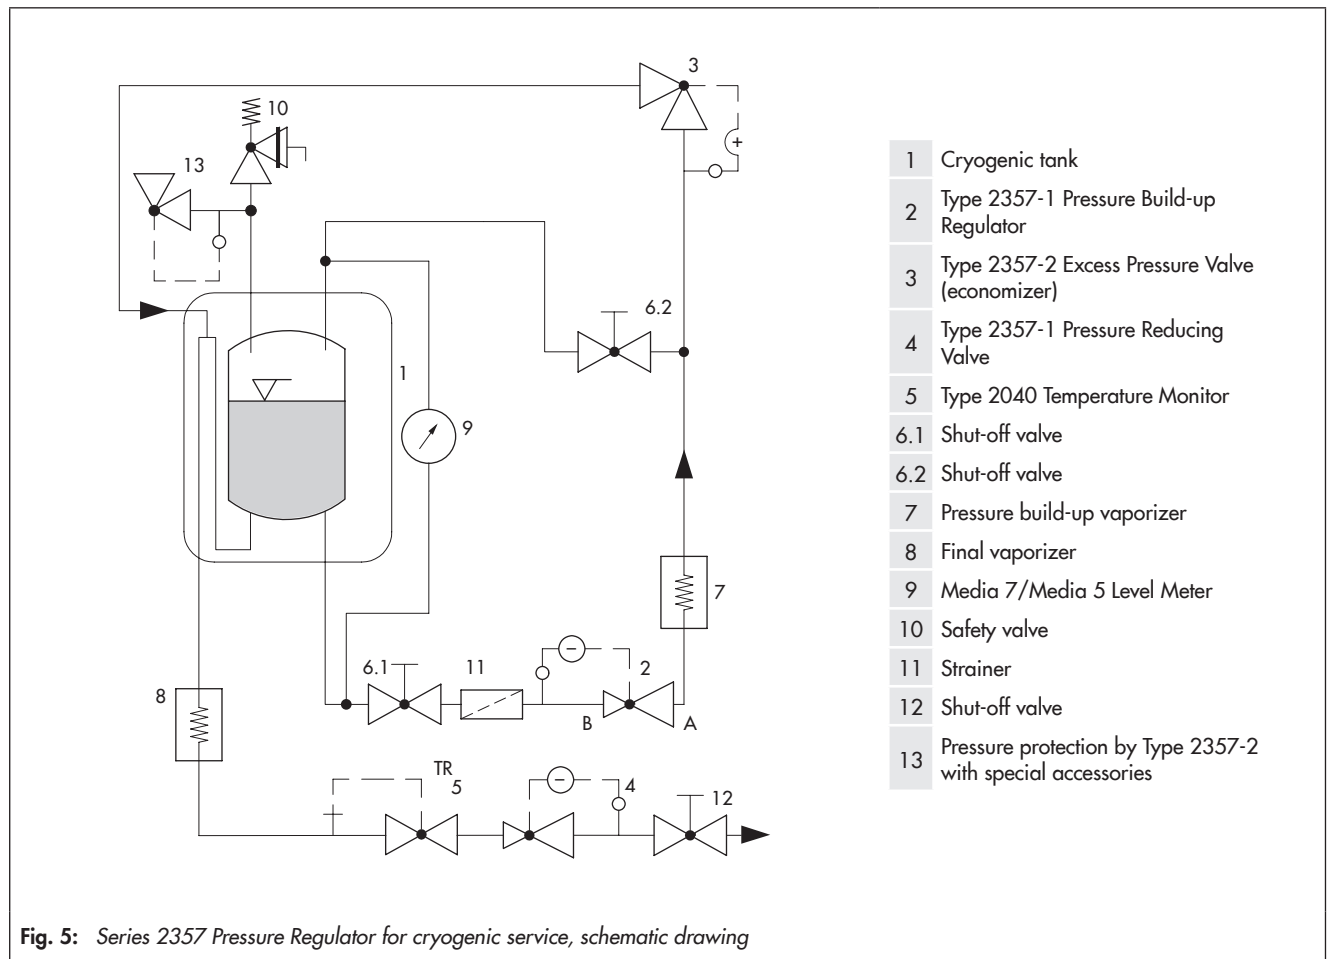 3
10
13
+
6.2
1
9
7
−
6.1
11
2
8
B
A
TR
5
−
4
12
1 Cryogenic tank
2 Type 2357-1 Pressure Build-up
Regulator
3 Type 2357-2 Excess Pressure Valve
(economizer)
4 Type 2357-1 Pressure Reducing
Valve
5 Type 2040 Temperature Monitor
6.1 Shut-off valve
6.2 Shut-off valve
7 Pressure build-up vaporizer
8 Final vaporizer
9 Media 7/Media 5 Level Meter
10 Safety valve
11 Strainer
12 Shut-off valve
13 Pressure protection by Type 2357-2
with special accessories
Fig. 5: Series 2357 Pressure Regulator for cryogenic service, schematic drawing